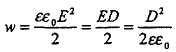 w = εε₀E²/2 = ED/2 = D²/2εε₀